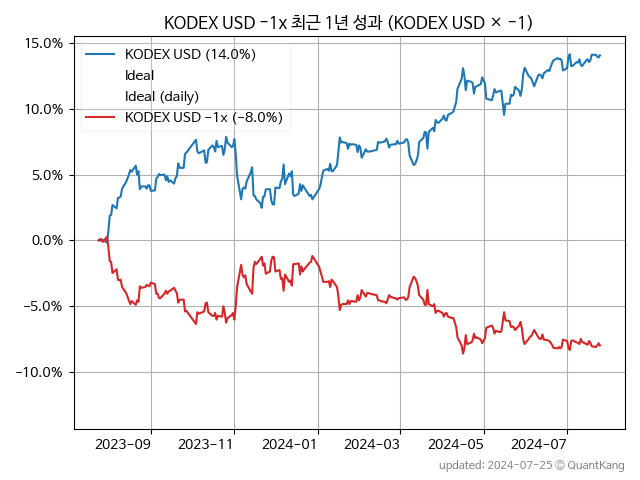 KODEX USD −1x 최근 1년 성과 (KODEX USD × −1)
15.0%
10.0%
5.0%
0.0%
−5.0%
−10.0%
KODEX USD (14.0%)
Ideal
Ideal (daily)
KODEX USD −1x (−8.0%)
2023−09
2023−11
2024−01
2024−03
2024−05
2024−07
updated: 2024−07−25 © QuantKang